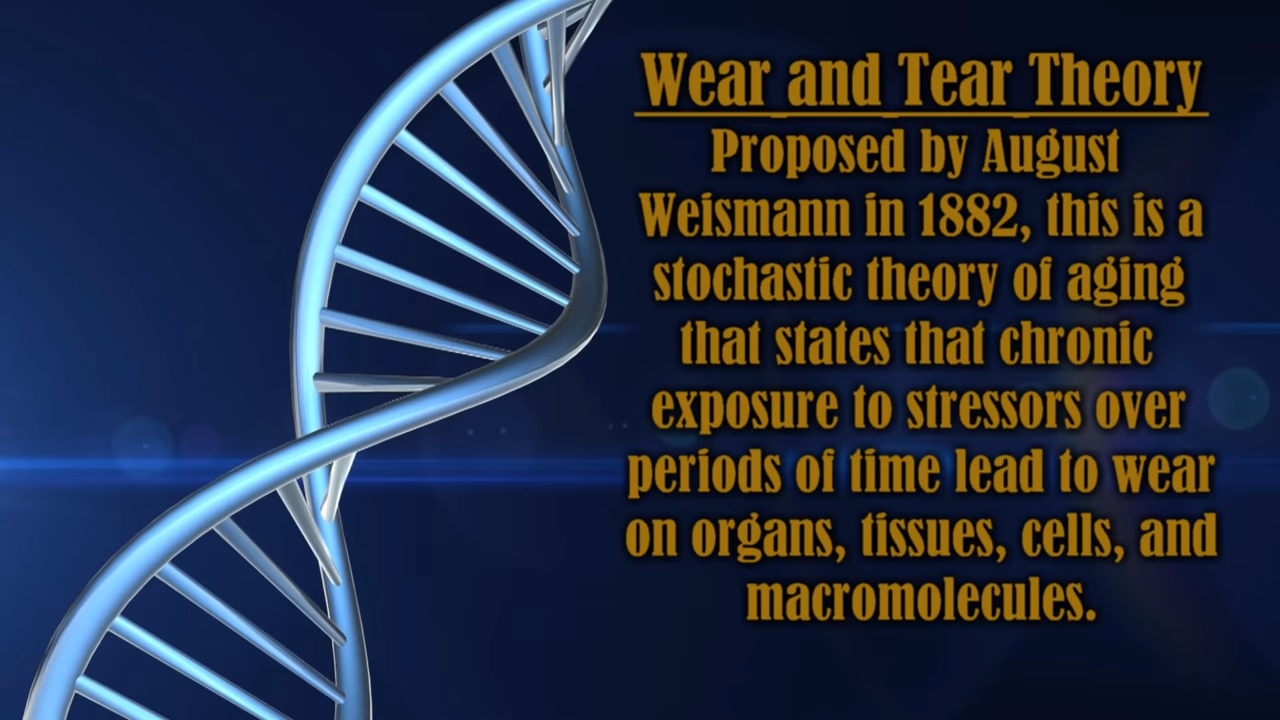 Wear and Tear Theory
Proposed by August
Weismann in 1882, this is a
stochastic theory of aging
that states that chronic
exposure to stressors over
periods of time lead to wear
on organs, tissues, cells, and
macromolecules.